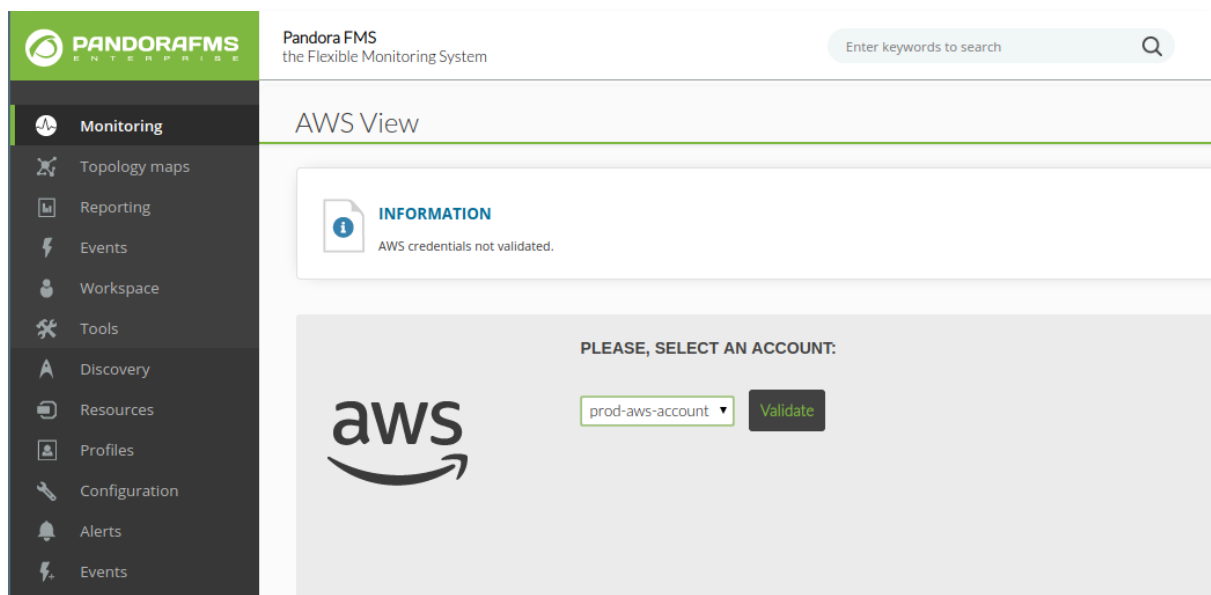 PANDORAFMS
ENTERPRISE
Pandora FMS
the Flexible Monitoring System
Enter keywords to search
Monitoring
Topology maps
Reporting
Events
Workspace
Tools
Discovery
Resources
Profiles
Configuration
Alerts
Events
AWS View
INFORMATION
AWS credentials not validated.
PLEASE, SELECT AN ACCOUNT:
aws
prod-aws-account
Validate